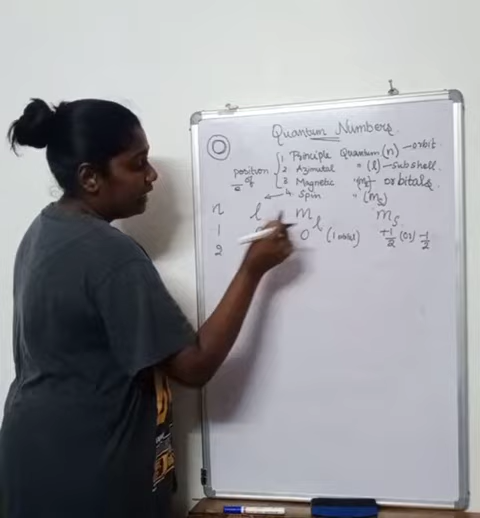 Quantum Numbers
position of e⁻
1 Principle Quantum (n) — orbit
2 Azimutal " (l) — subshell
3 Magnetic " (mₗ) orbitals
4. Spin " (mₛ)
n l mₗ mₛ
1 0 (1 orbital) +1/2 (or) -1/2
2